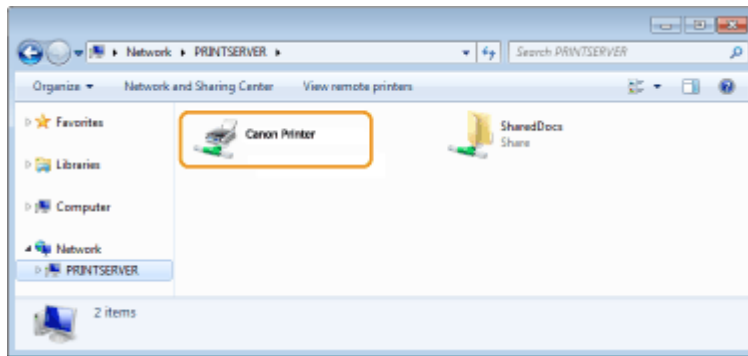 Network PRINTSERVER
Search PRINTSERVER
Organize
Network and Sharing Center
View remote printers
Favorites
Libraries
Computer
Network
PRINTSERVER
Canon Printer
SharedDocs
Share
2 items